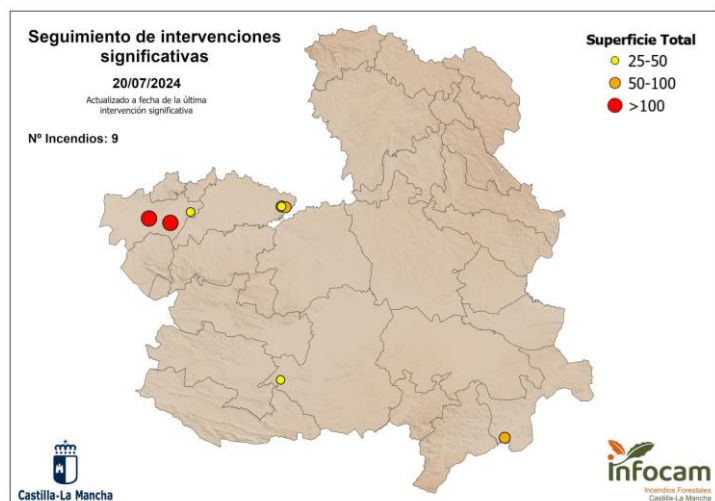 Seguimiento de intervenciones
significativas
20/07/2024
Actualizado a fecha de la última
intervención significativa
Nº Incendios: 9
Superficie Total
25-50
50-100
>100
Castilla-La Mancha
infocam
Incendios Forestales
Castilla-La Mancha